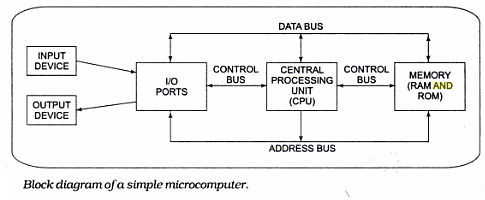 DATA BUS
INPUT
DEVICE
OUTPUT
DEVICE
I/O
PORTS
CONTROL
BUS
CENTRAL
PROCESSING
UNIT
(CPU)
CONTROL
BUS
MEMORY
(RAM AND
ROM)
ADDRESS BUS
Block diagram of a simple microcomputer.